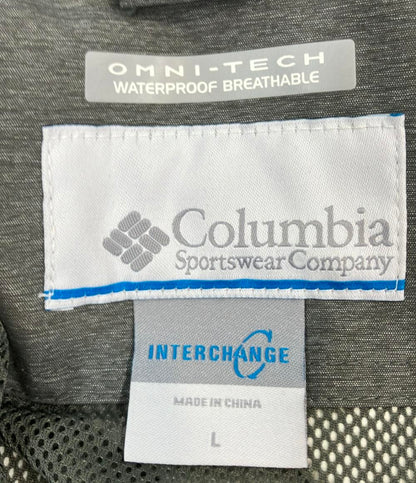 OMNI-TECH
WATERPROOF BREATHABLE
Columbia
Sportswear Company
INTERCHANGE
MADE IN CHINA
L